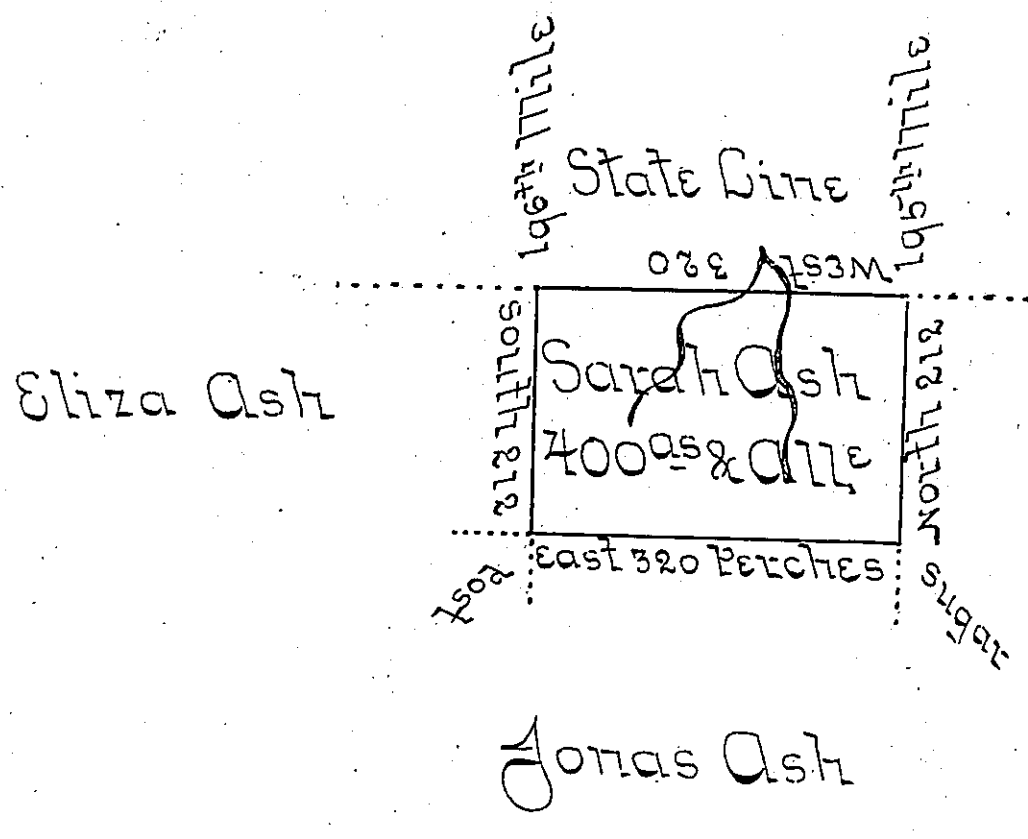 196th Mile
195th Mile
State Line
West 320
South 212
Sarah Ash
400as & Alle
North 212
Eliza Ash
East 320 Perches
Post
Sugar
Jonas Ash